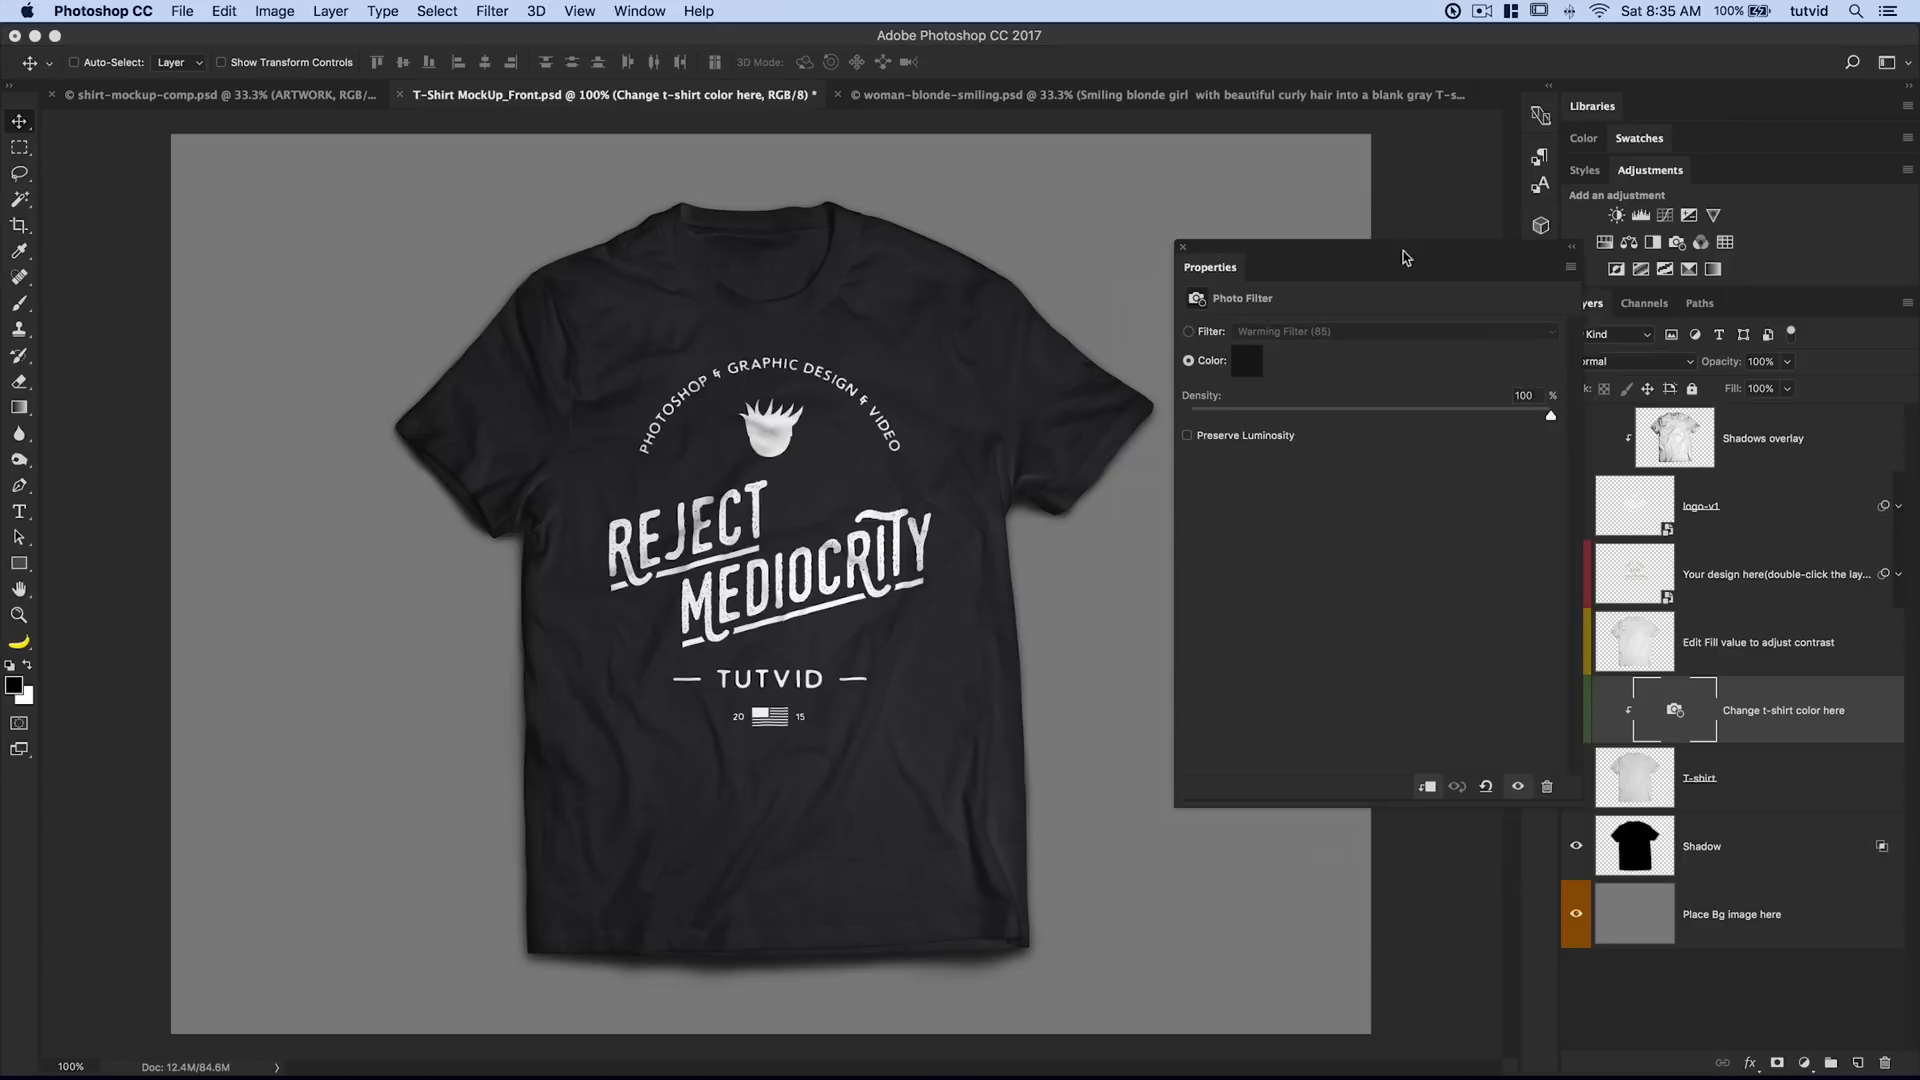 Photoshop CC File Edit Image Layer Type Select Filter 3D View Window Help Sat 8:35 AM 100% tutvid
Adobe Photoshop CC 2017
Auto-Select: Layer Show Transform Controls 3D Mode:
© shirt-mockup-comp.psd @ 33.3% (ARTWORK, RGB/... T-Shirt MockUp_Front.psd @ 100% (Change t-shirt color here, RGB/8) * © woman-blonde-smiling.psd @ 33.3% (Smiling blonde girl with beautiful curly hair into a blank gray T-s...
Libraries
Color Swatches
Styles Adjustments
Add an adjustment
Properties
Photo Filter
Filter: Warming Filter (85)
Color:
Density: 100 %
Preserve Luminosity
yers Channels Paths
Kind
ormal Opacity: 100%
k: Fill: 100%
Shadows overlay
logo-v1
Your design here(double-click the lay...
Edit Fill value to adjust contrast
Change t-shirt color here
T-shirt
Shadow
Place Bg image here
PHOTOSHOP & GRAPHIC DESIGN & VIDEO
REJECT
MEDIOCRITY
— TUTVID —
20 15
100% Doc: 12.4M/84.6M